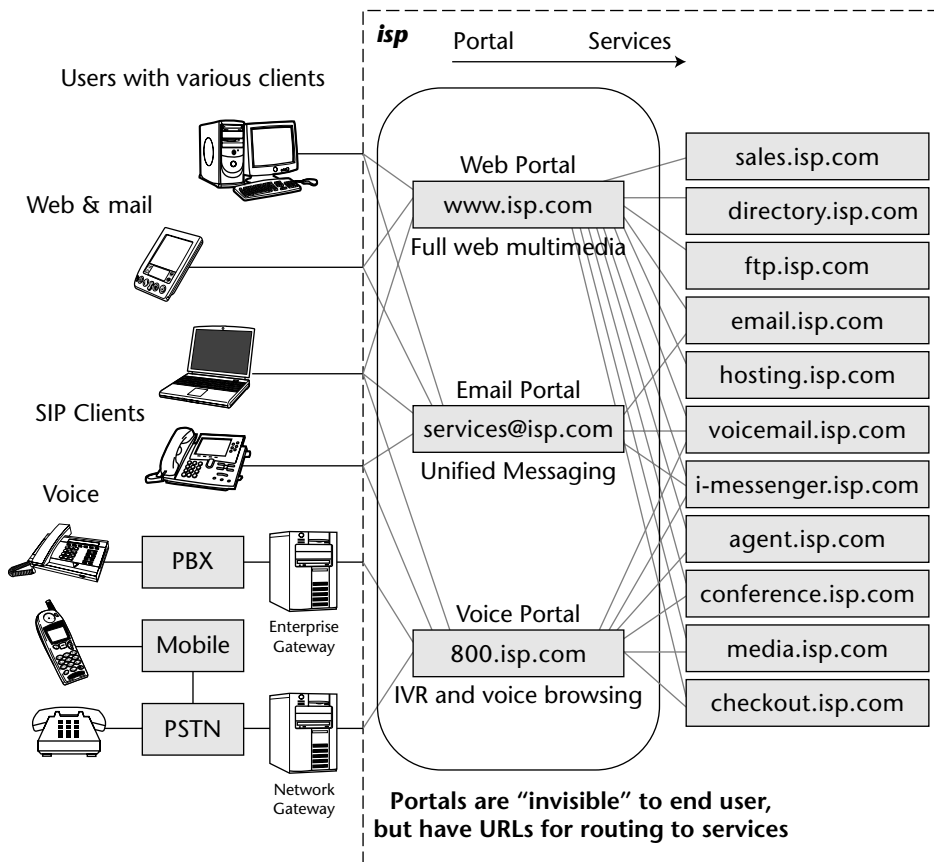 isp
Portal
Services
Users with various clients
Web & mail
SIP Clients
Voice
PBX
Mobile
PSTN
Enterprise
Gateway
Network
Gateway
Web Portal
www.isp.com
Full web multimedia
Email Portal
services@isp.com
Unified Messaging
Voice Portal
800.isp.com
IVR and voice browsing
sales.isp.com
directory.isp.com
ftp.isp.com
email.isp.com
hosting.isp.com
voicemail.isp.com
i-messenger.isp.com
agent.isp.com
conference.isp.com
media.isp.com
checkout.isp.com
Portals are “invisible” to end user,
but have URLs for routing to services